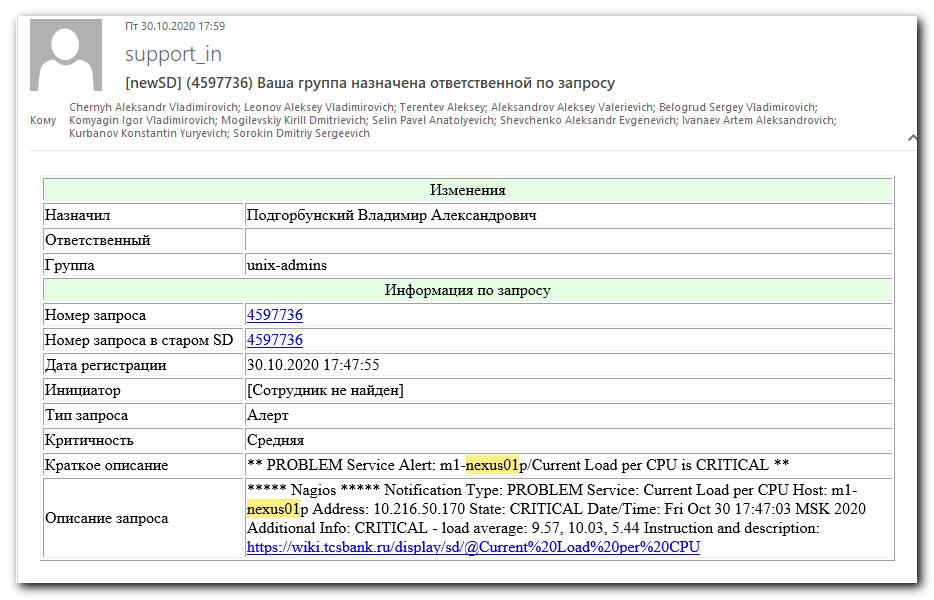 Пт 30.10.2020 17:59
support_in
[newSD] (4597736) Ваша группа назначена ответственной по запросу
Кому
Chernyh Aleksandr Vladimirovich; Leonov Aleksey Vladimirovich; Terentev Aleksey; Aleksandrov Aleksey Valerievich; Belogrud Sergey Vladimirovich;
Komyagin Igor Vladimirovich; Mogilevskiy Kirill Dmitrievich; Selin Pavel Anatolyevich; Shevchenko Aleksandr Evgenevich; Ivanaev Artem Aleksandrovich;
Kurbanov Konstantin Yuryevich; Sorokin Dmitriy Sergeevich
Изменения
Назначил Подгорбунский Владимир Александрович
Ответственный
Группа unix-admins
Информация по запросу
Номер запроса 4597736
Номер запроса в старом SD 4597736
Дата регистрации 30.10.2020 17:47:55
Инициатор [Сотрудник не найден]
Тип запроса Алерт
Критичность Средняя
Краткое описание ** PROBLEM Service Alert: m1-nexus01p/Current Load per CPU is CRITICAL **
Описание запроса
***** Nagios ***** Notification Type: PROBLEM Service: Current Load per CPU Host: m1-
nexus01p Address: 10.216.50.170 State: CRITICAL Date/Time: Fri Oct 30 17:47:03 MSK 2020
Additional Info: CRITICAL - load average: 9.57, 10.03, 5.44 Instruction and description:
https://wiki.tcsbank.ru/display/sd/@Current%20Load%20per%20CPU